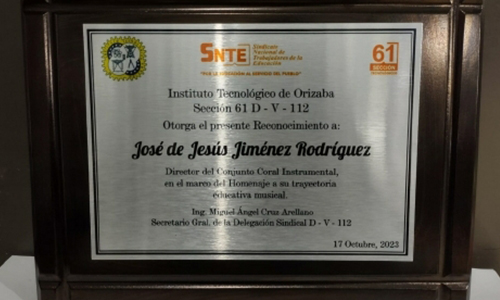 SNTE
Sindicato
Nacional de
Trabajadores de la
Educación
"POR LA EDUCACIÓN AL SERVICIO DEL PUEBLO"
61
SECCIÓN
Instituto Tecnológico de Orizaba
Sección 61 D - V - 112
Otorga el presente Reconocimiento a:
José de Jesús Jiménez Rodríguez
Director del Conjunto Coral Instrumental,
en el marco del Homenaje a su trayectoria
educativa musical.
Ing. Miguel Ángel Cruz Arellano
Secretario Gral. de la Delegación Sindical D - V - 112
17 Octubre, 2023